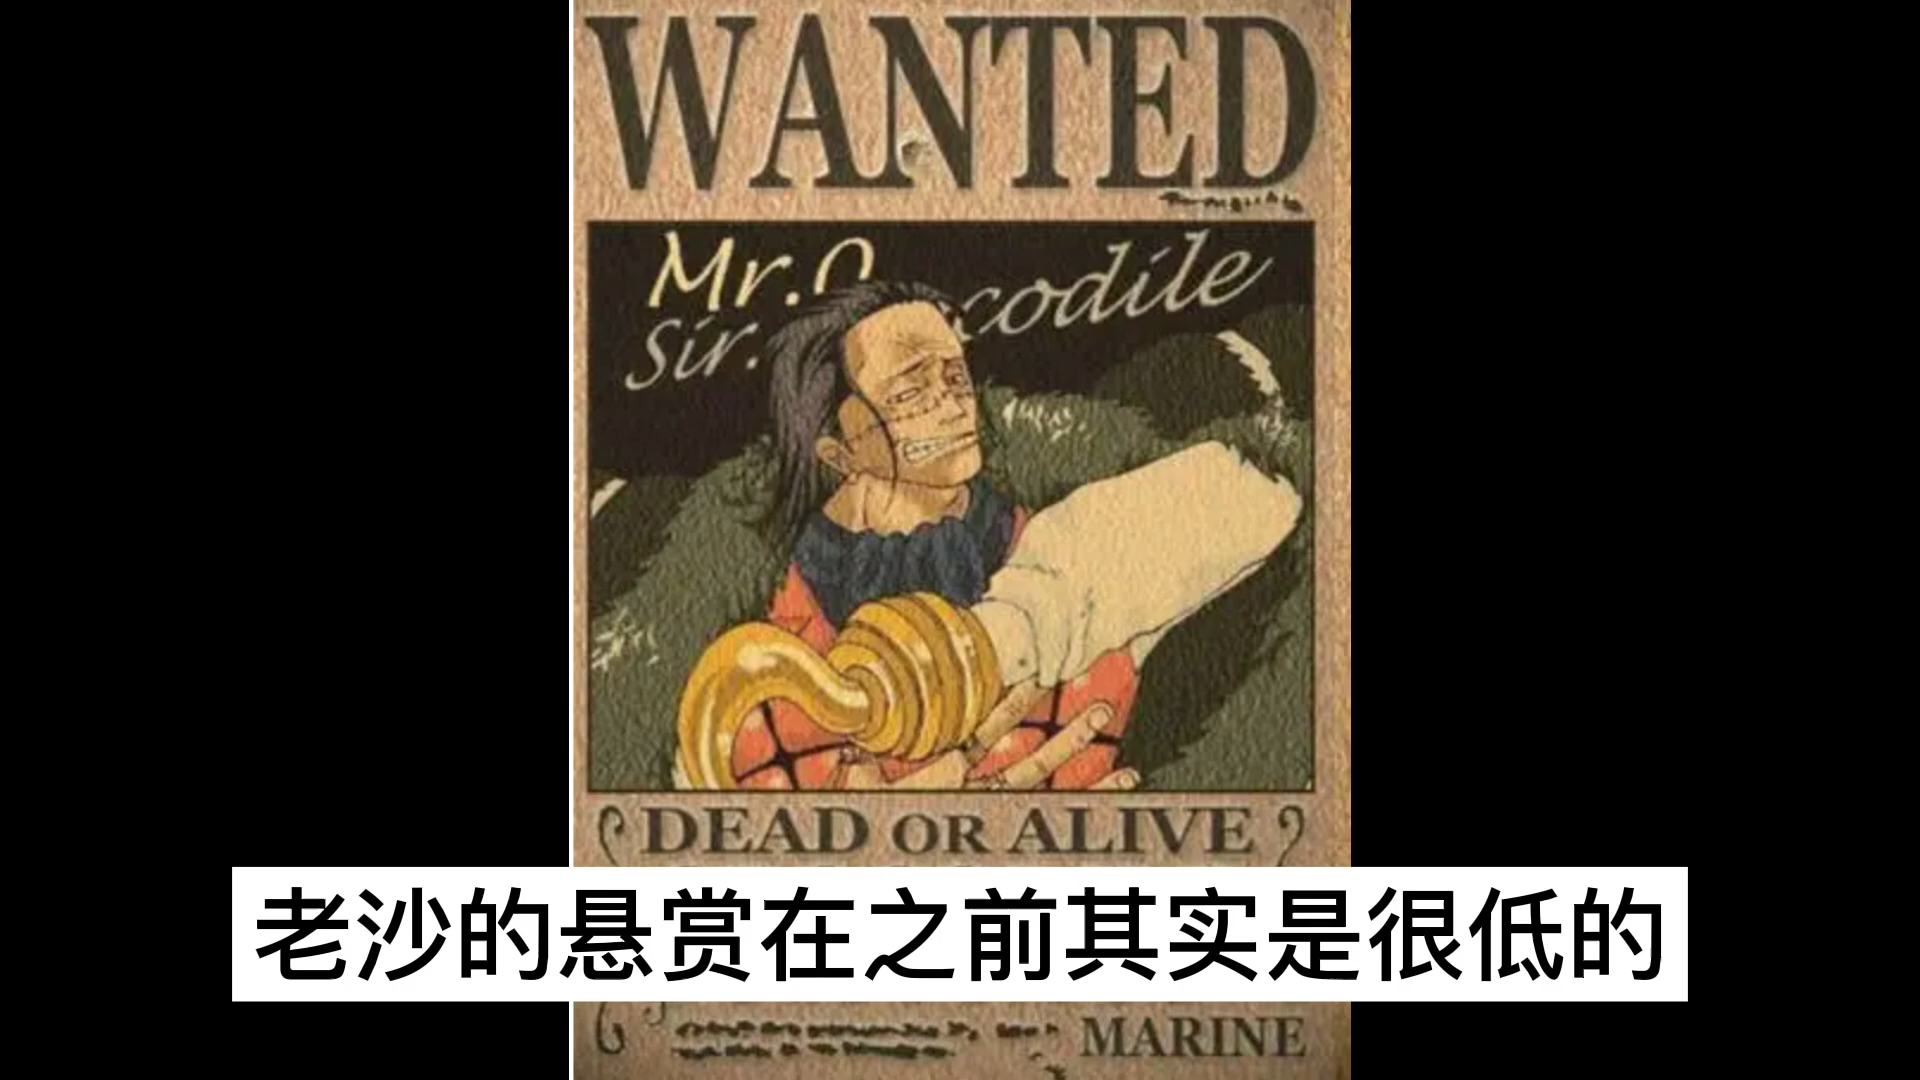 WANTED
Mr.0
Sir. codile
DEAD OR ALIVE
老沙的悬赏在之前其实是很低的
MARINE